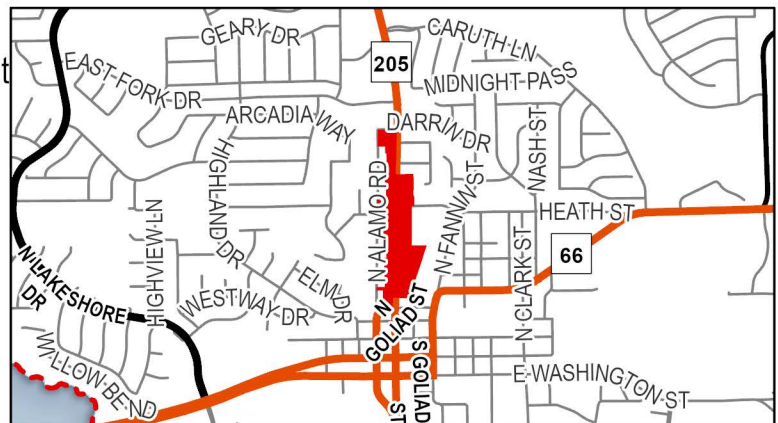 t
GEARY DR
CARUTH LN
205
EAST FORK DR
MIDNIGHT PASS
ARCADIA WAY
DARRIN DR
NASH ST
HIGHLAND DR
N ALAMO RD
N FANNIN ST
HEATH ST
66
HIGHVIEW LN
N CLARK ST
N LAKESHORE
DR
ELM DR
WESTWAY DR
N
GOLIAD ST
S GOLIAD
ST
WILLOW BEND
E WASHINGTON ST